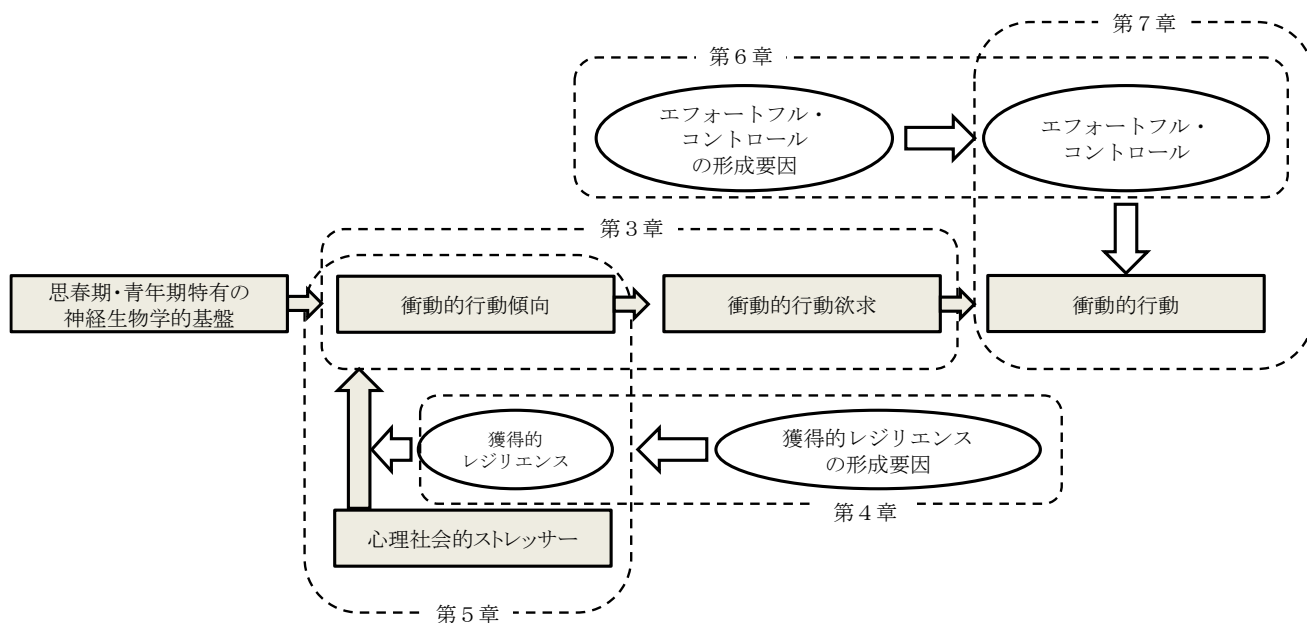 第７章
第６章
エフォートフル・
コントロール
の形成要因
エフォートフル・
コントロール
第３章
思春期・青年期特有の
神経生物学的基盤
衝動的行動傾向
衝動的行動欲求
衝動的行動
獲得的
レジリエンス
獲得的レジリエンス
の形成要因
第４章
心理社会的ストレッサー
第５章